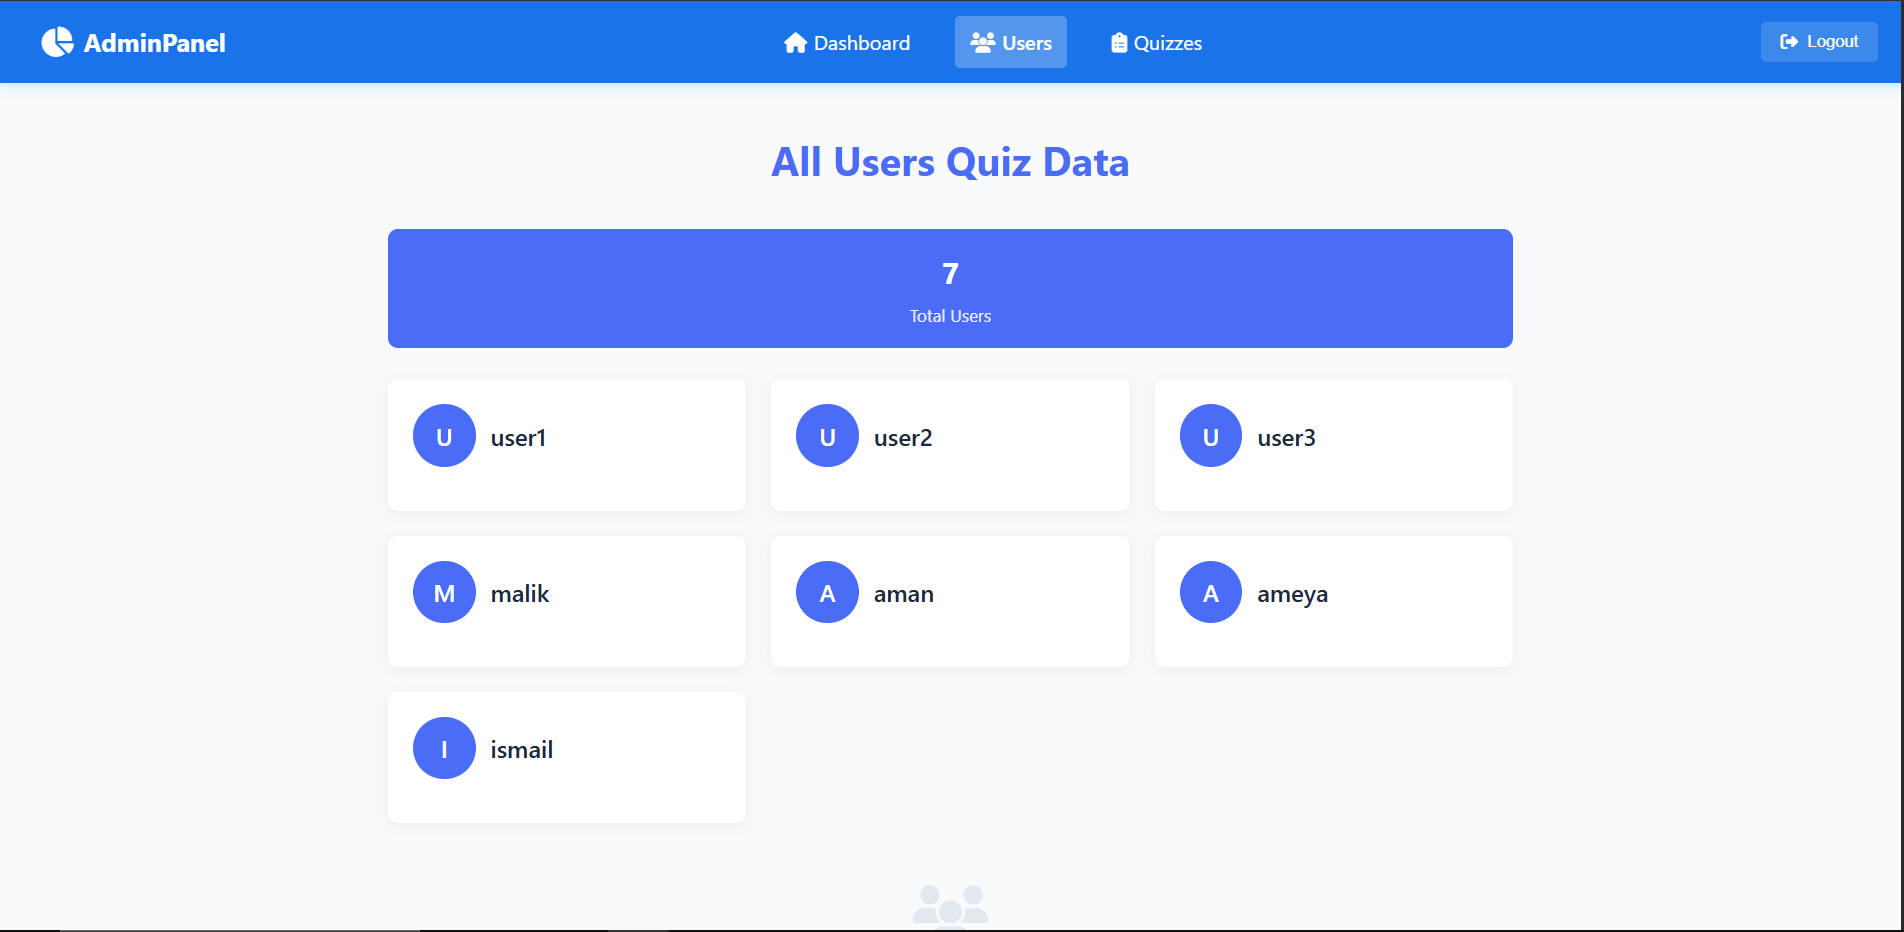 AdminPanel
Dashboard
Users
Quizzes
Logout
All Users Quiz Data
7
Total Users
U
user1
U
user2
U
user3
M
malik
A
aman
A
ameya
I
ismail